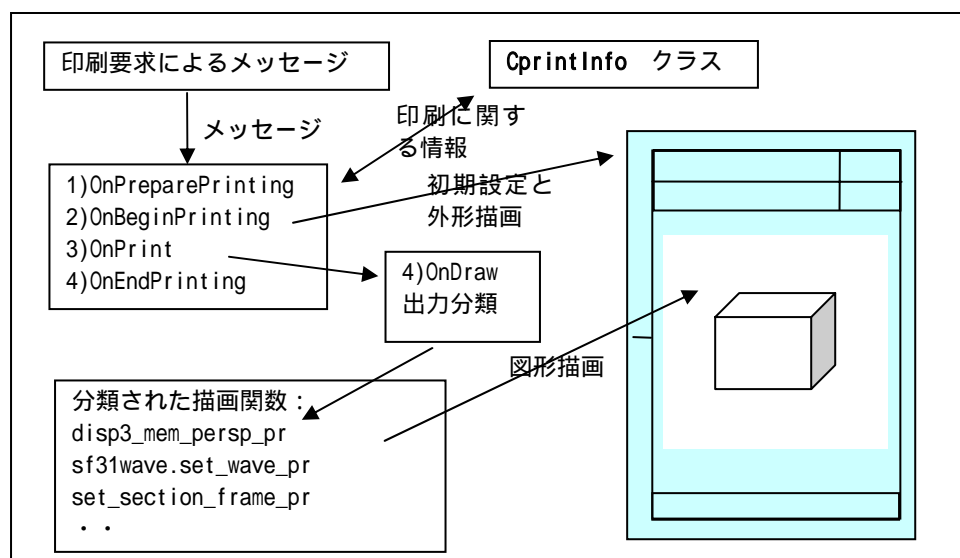 印刷要求によるメッセージ
CprintInfo クラス
メッセージ
印刷に関す
る情報
1)OnPreparePrinting
2)OnBeginPrinting
3)OnPrint
4)OnEndPrinting
初期設定と
外形描画
4)OnDraw
出力分類
図形描画
分類された描画関数：
disp3_mem_persp_pr
sf31wave.set_wave_pr
set_section_frame_pr
・・